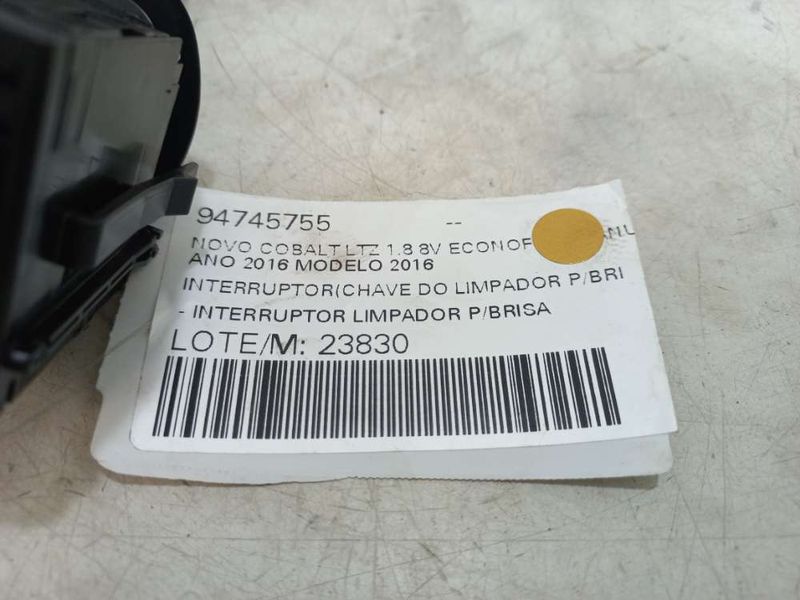 94745755 --
NOVO COBALT LTZ 1.8 8V ECONOF ANU
ANO 2016 MODELO 2016
INTERRUPTOR(CHAVE DO LIMPADOR P/BRI
- INTERRUPTOR LIMPADOR P/BRISA
LOTE/M: 23830